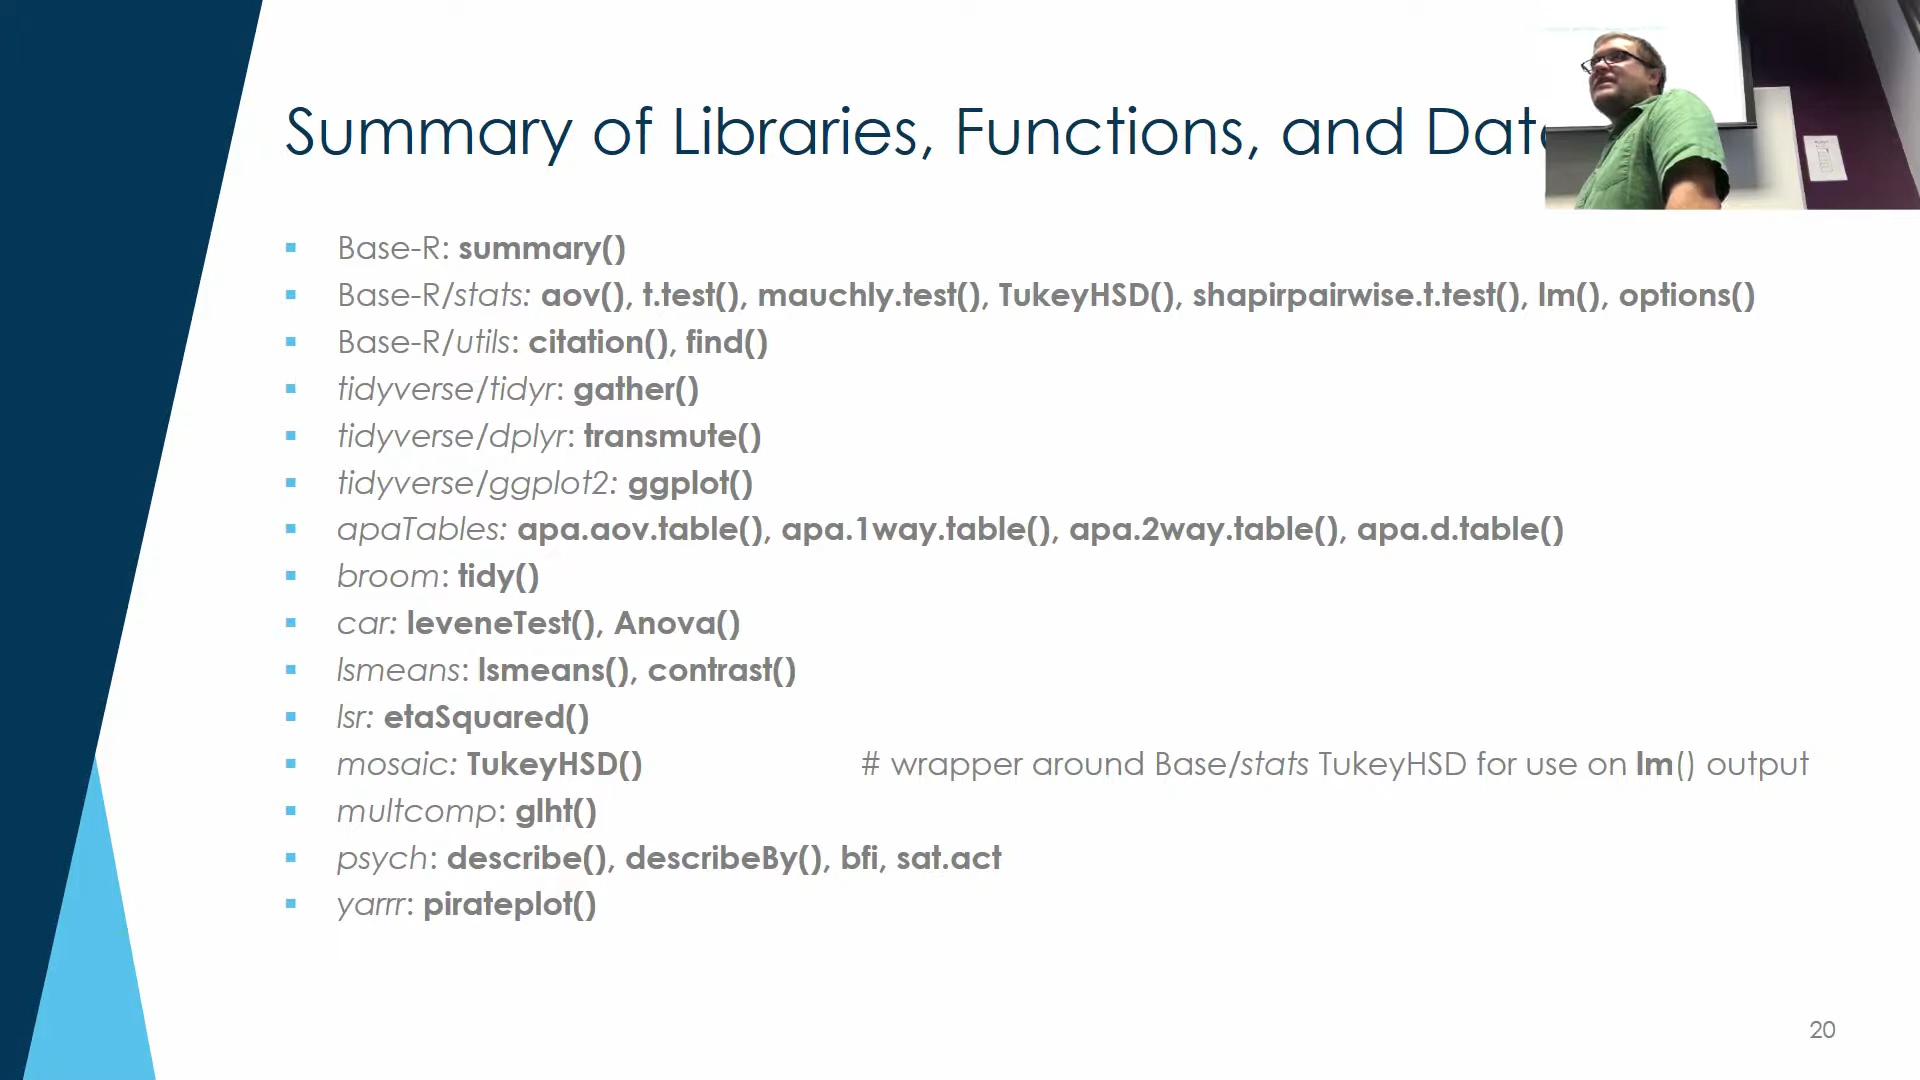 Summary of Libraries, Functions, and
Base-R: summary()
Base-R/stats: aov(), t.test(), mauchly.test(), TukeyHSD(), shapirpairwise.t.test(), lm(), options()
Base-R/utils: citation(), find()
tidyverse/tidyr: gather()
tidyverse/dplyr: transmute()
tidyverse/ggplot2: ggplot()
apaTables: apa.aov.table(), apa.1way.table(), apa.2way.table(), apa.d.table()
broom: tidy()
car: leveneTest(), Anova()
lsmeans: lsmeans(), contrast()
lsr: etaSquared()
mosaic: TukeyHSD() # wrapper around Base/stats TukeyHSD for use on lm() output
multcomp: glht()
psych: describe(), describeBy(), bfi, sat.act
yarrr: pirateplot()
20